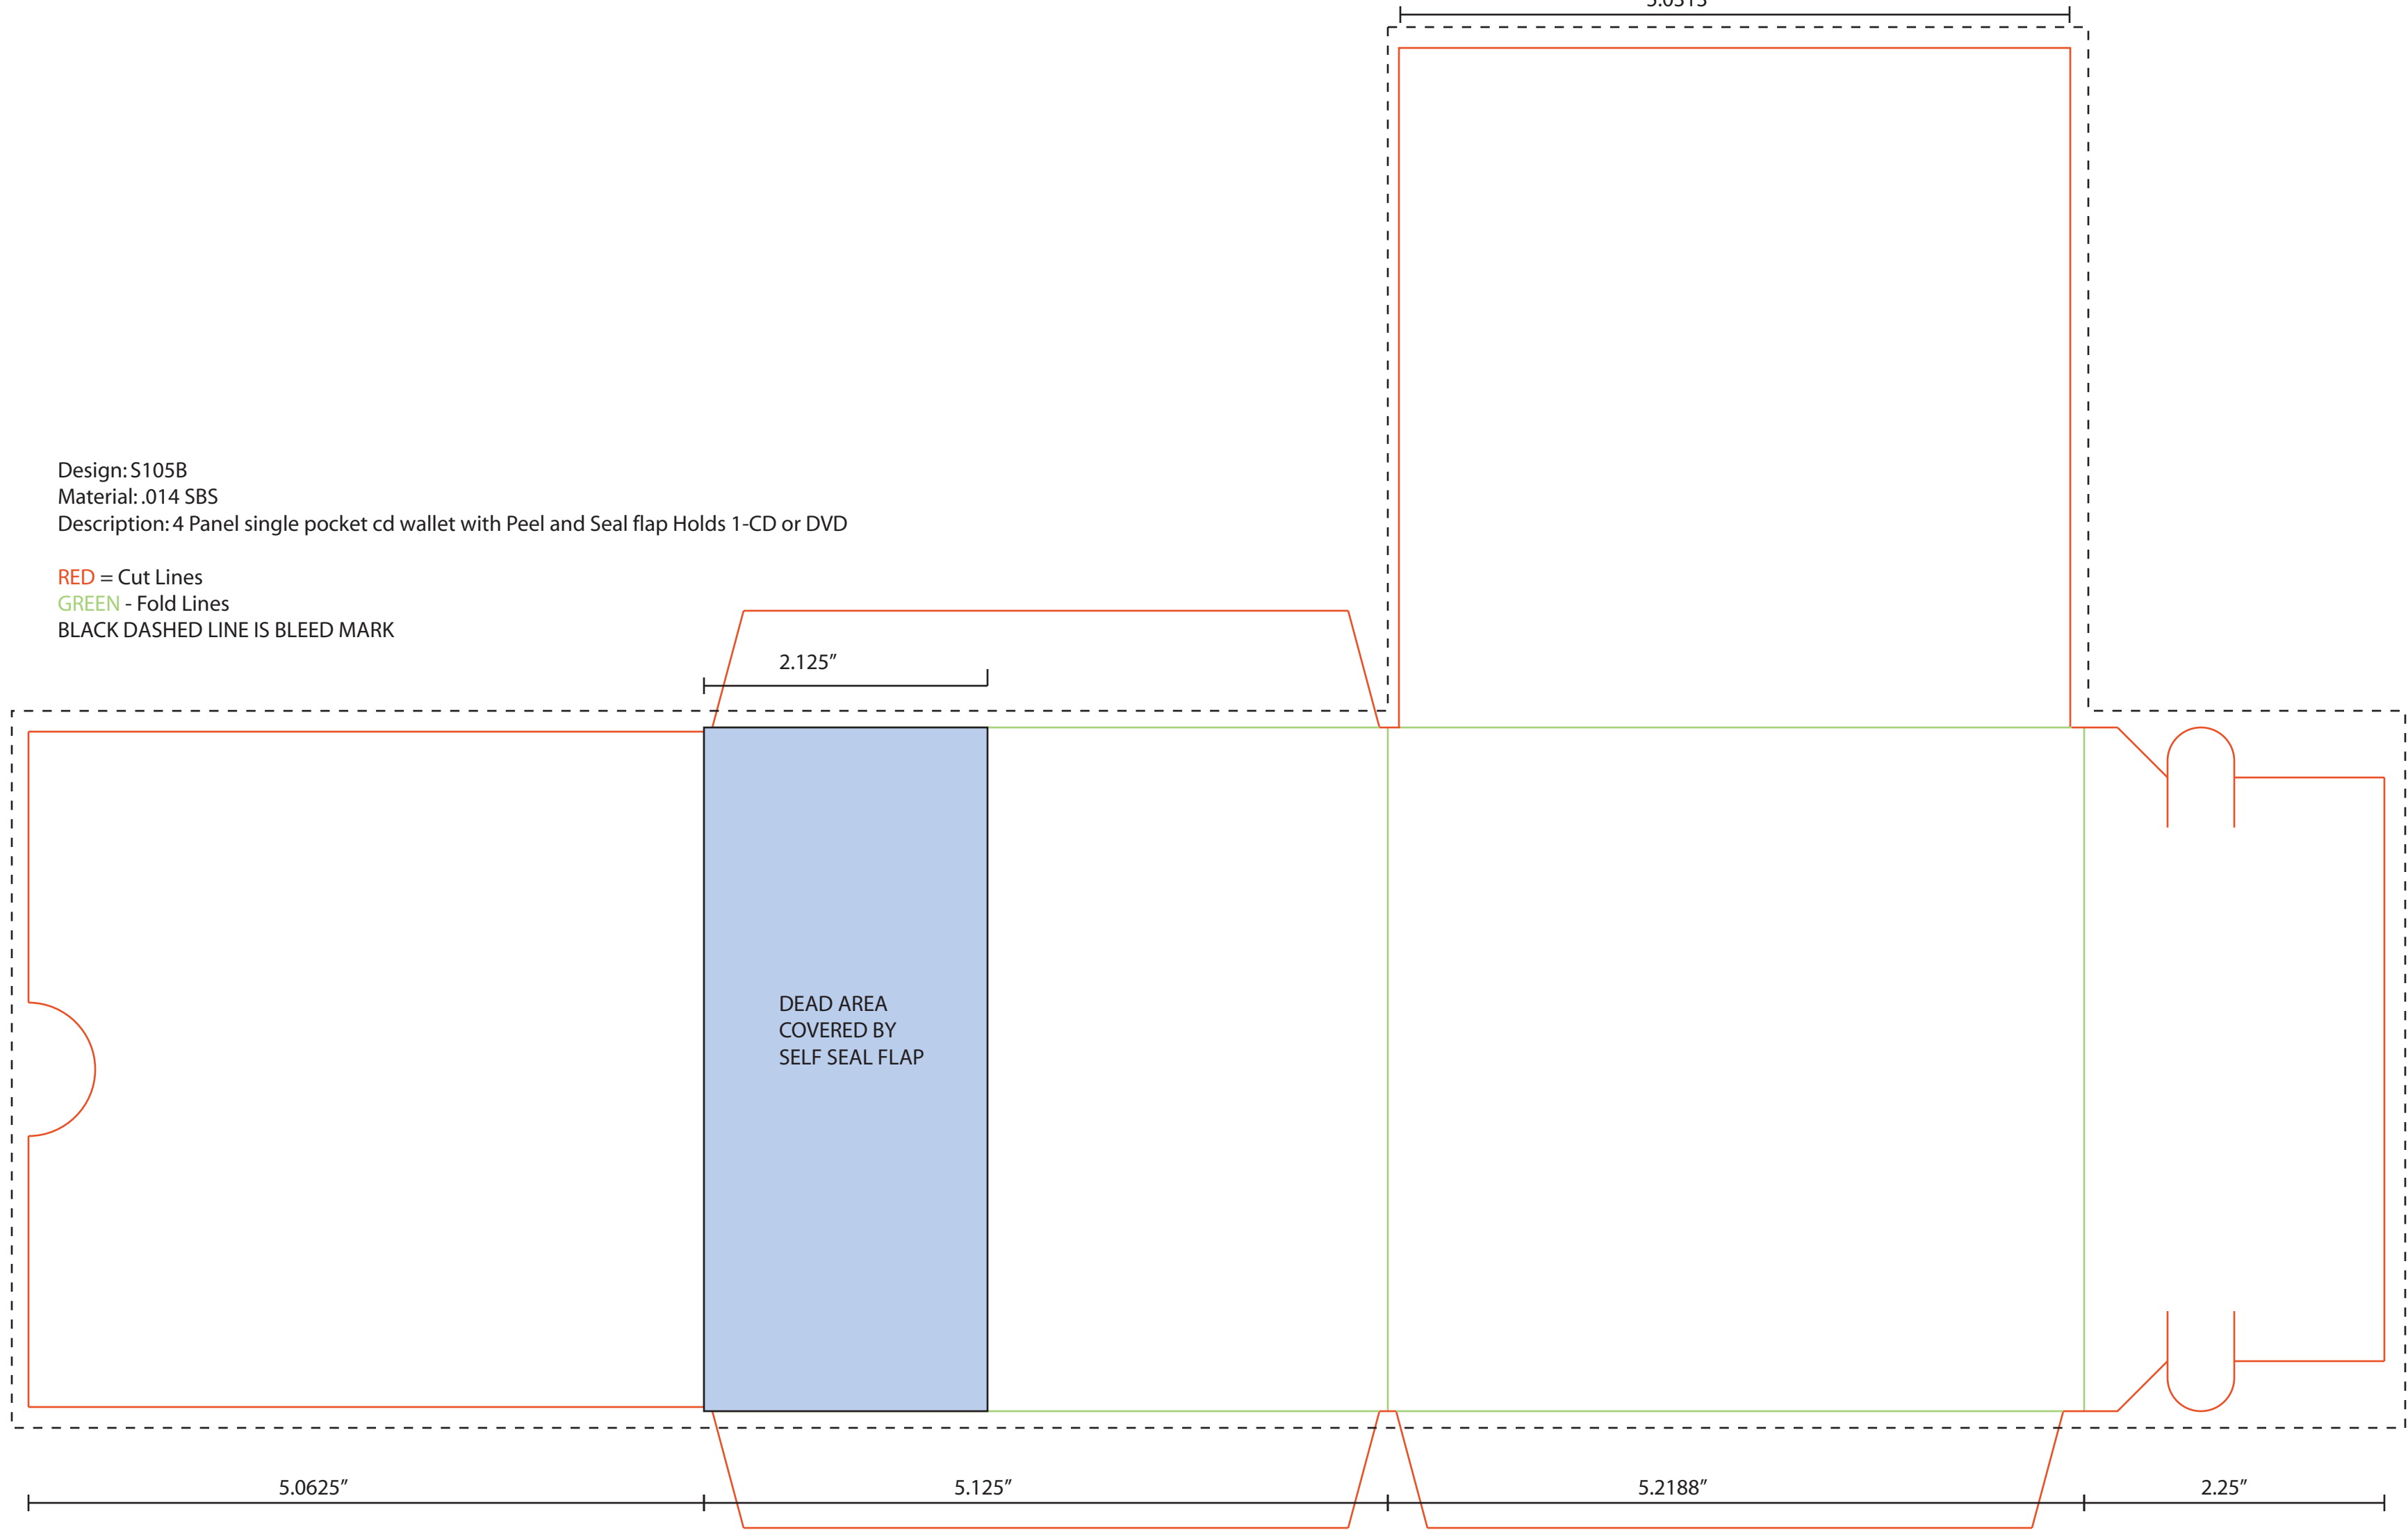 Design: S105B
Material: .014 SBS
Description: 4 Panel single pocket cd wallet with Peel and Seal flap Holds 1-CD or DVD
RED = Cut Lines
GREEN - Fold Lines
BLACK DASHED LINE IS BLEED MARK
2.125”
DEAD AREA
COVERED BY
SELF SEAL FLAP
5.0625”
5.125”
5.2188”
2.25”